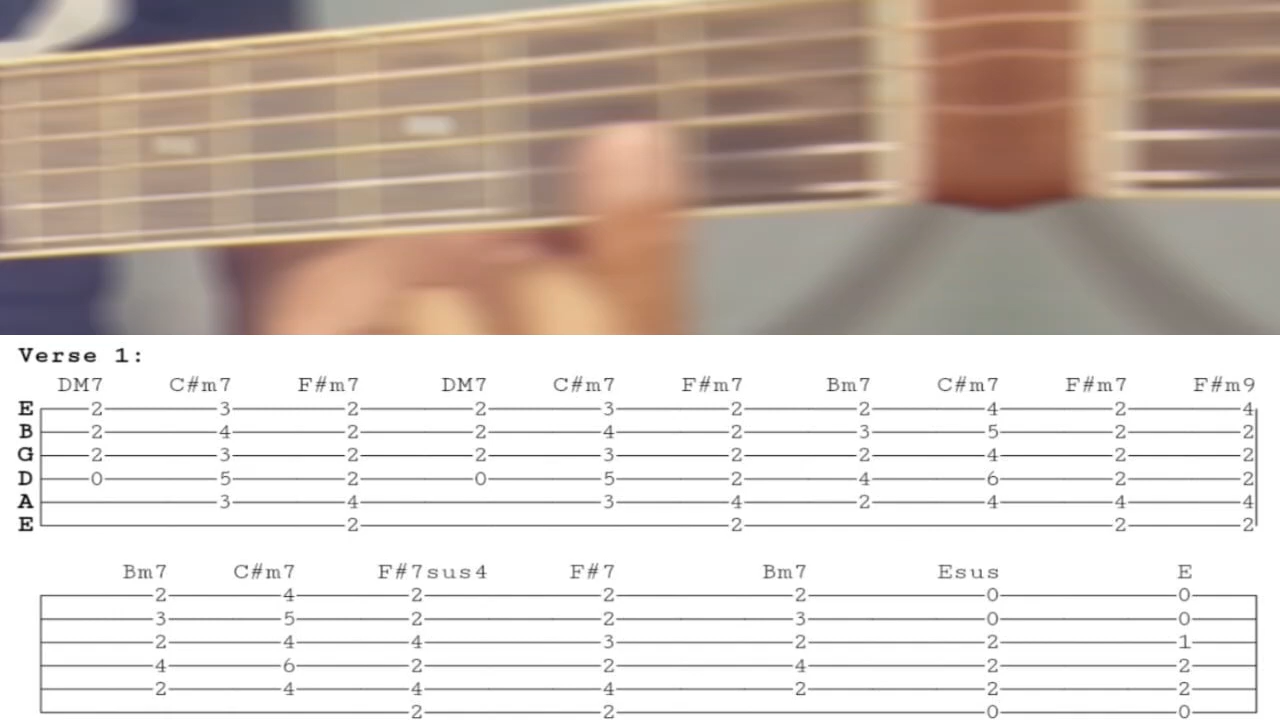 Verse 1:
DM7 C#m7 F#m7 DM7 C#m7 F#m7 Bm7 C#m7 F#m7 F#m9
E 2 3 2 2 3 2 2 4 2 4
B 2 4 2 2 4 2 3 5 2 2
G 2 3 2 2 3 2 2 4 2 2
D 0 5 2 0 5 2 4 6 2 2
A 3 4 3 4 2 4 4 4
E 2 2 2 2
Bm7 C#m7 F#7sus4 F#7 Bm7 Esus E
2 4 2 2 2 0 0
3 5 2 2 3 0 0
2 4 4 3 2 2 1
4 6 2 2 4 2 2
2 4 4 4 2 2 2
2 2 0 0